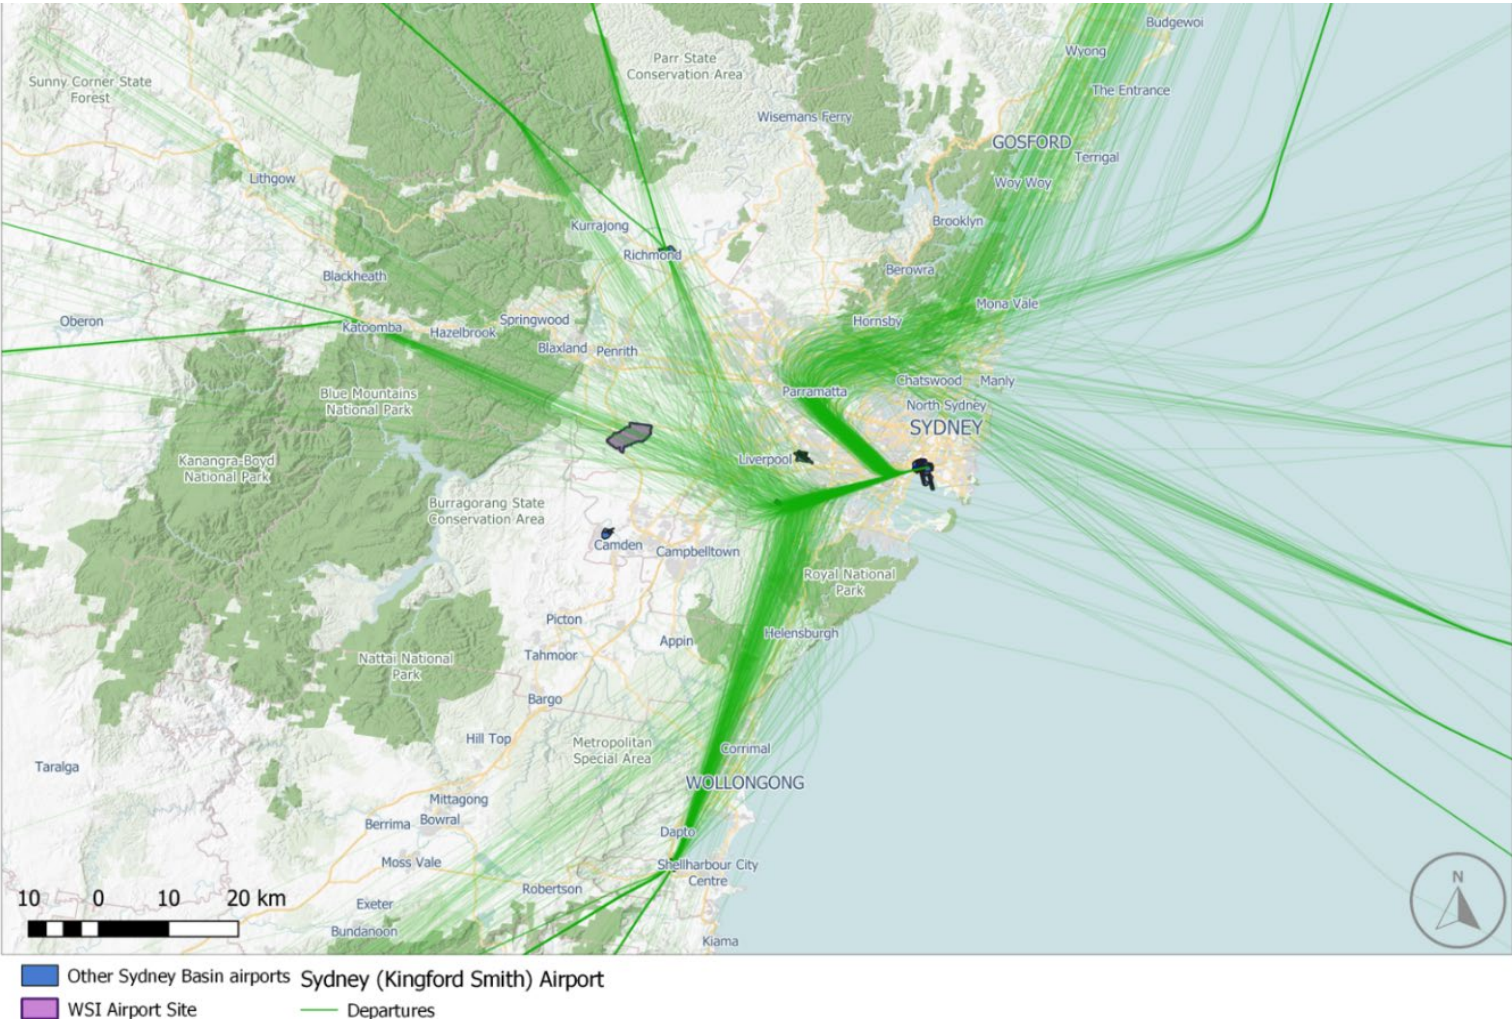 Budgewoi
Wyong
Parr State
Conservation Area
Sunny Corner State
Forest
The Entrance
Wisemans Ferry
GOSFORD
Terrigal
Lithgow
Woy Woy
Kurrajong
Brooklyn
Richmond
Berowra
Blackheath
Mona Vale
Oberon
Katoomba
Hazelbrook
Springwood
Hornsby
Blaxland
Penrith
Blue Mountains
National Park
Parramatta
Chatswood
Manly
North Sydney
SYDNEY
Kanangra-Boyd
National Park
Liverpool
Burragorang State
Conservation Area
Camden
Campbelltown
Royal National
Park
Picton
Appin
Helensburgh
Tahmoor
Nattai National
Park
Bargo
Hill Top
Metropolitan
Special Area
Corrimal
Taralga
WOLLONGONG
Mittagong
Berrima
Bowral
Dapto
Moss Vale
Shellharbour City
Centre
Robertson
Exeter
Bundanoon
Kiama
10 0 10 20 km
N
Other Sydney Basin airports
Sydney (Kingford Smith) Airport
WSI Airport Site
Departures